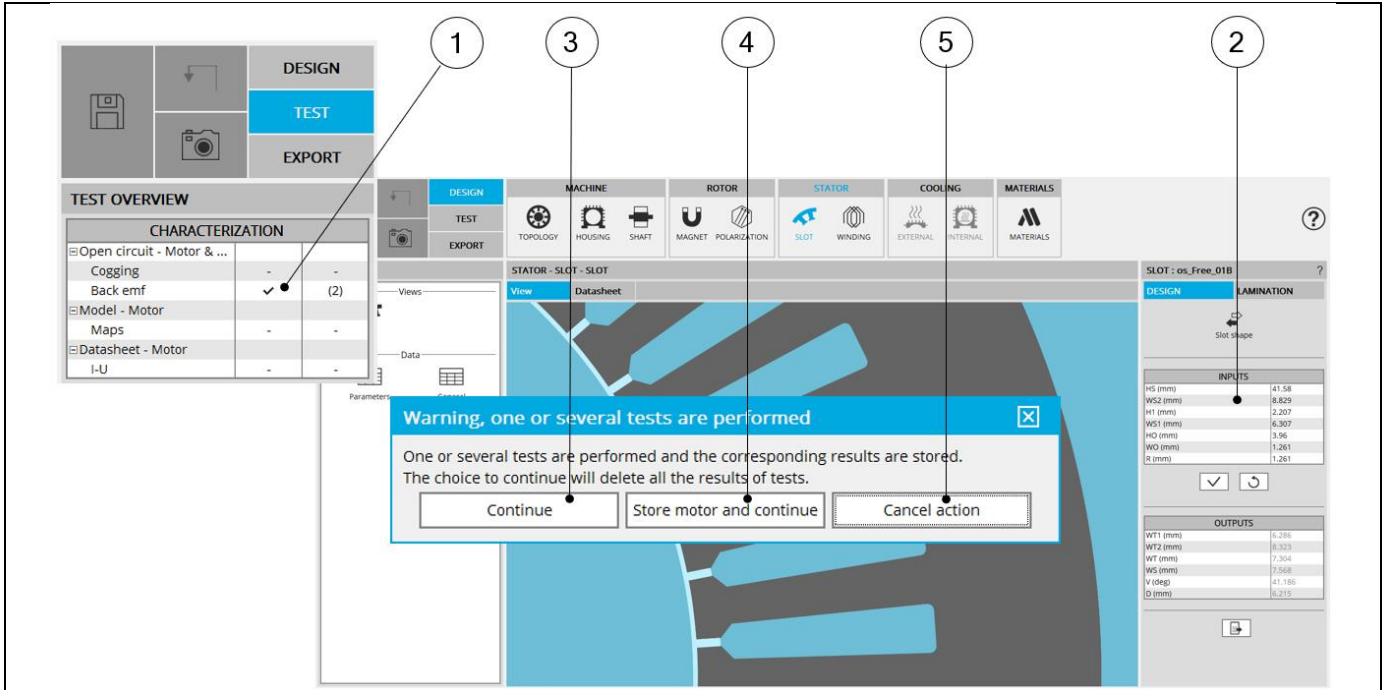 1
3
4
5
2
DESIGN
TEST
EXPORT
TEST OVERVIEW
CHARACTERIZATION
Open circuit - Motor & ...
Cogging - -
Back emf ✓ (2)
Model - Motor
Maps - -
Datasheet - Motor
I-U - -
DESIGN
TEST
EXPORT
MACHINE ROTOR STATOR COOLING MATERIALS
TOPOLOGY HOUSING SHAFT MAGNET POLARIZATION SLOT WINDING EXTERNAL INTERNAL MATERIALS
?
STATOR - SLOT - SLOT
View Datasheet
Views
Data
Parameters General
Warning, one or several tests are performed
One or several tests are performed and the corresponding results are stored.
The choice to continue will delete all the results of tests.
Continue Store motor and continue Cancel action
SLOT : os_Free_01B ?
DESIGN LAMINATION
Slot shape
INPUTS
HS (mm) 41.58
WS2 (mm) 8.829
H1 (mm) 2.207
WS1 (mm) 6.307
HO (mm) 3.96
WO (mm) 1.261
R (mm) 1.261
OUTPUTS
WT1 (mm) 6.286
WT2 (mm) 8.323
WT (mm) 7.304
WS (mm) 7.568
V (deg) 41.186
D (mm) 6.215